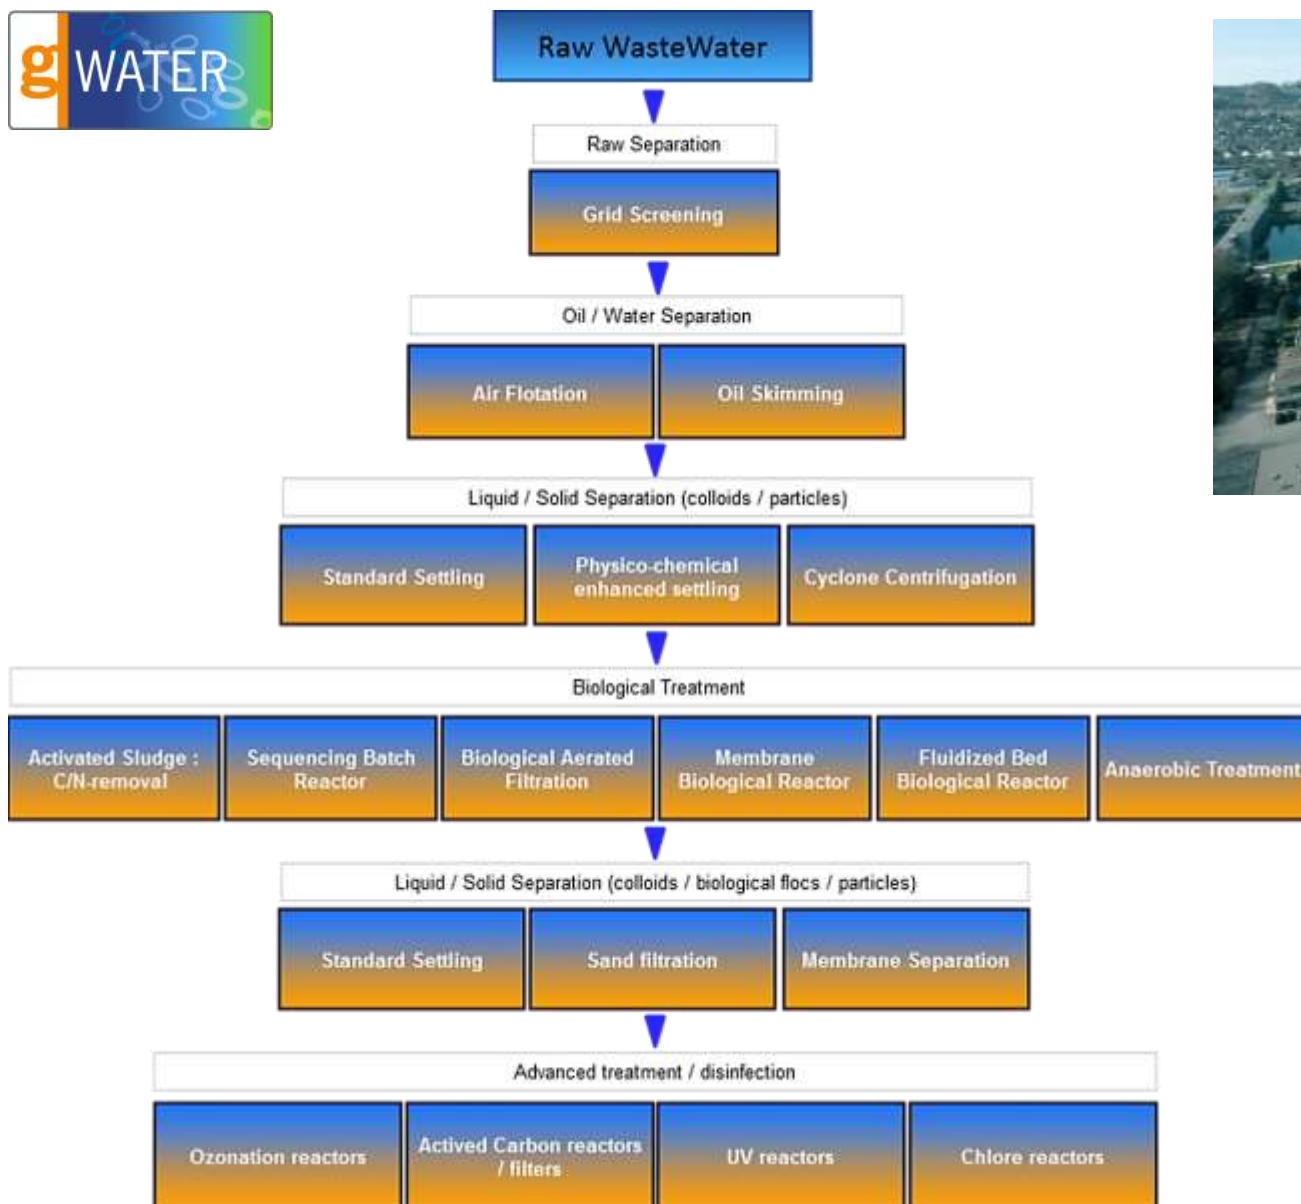 g WATER
Raw WasteWater
Raw Separation
Grid Screening
Oil / Water Separation
Air Flotation
Oil Skimming
Liquid / Solid Separation (colloids / particles)
Standard Settling
Physico-chemical
enhanced settling
Cyclone Centrifugation
Biological Treatment
Activated Sludge :
C/N-removal
Sequencing Batch
Reactor
Biological Aerated
Filtration
Membrane
Biological Reactor
Fluidized Bed
Biological Reactor
Anaerobic Treatment
Liquid / Solid Separation (colloids / biological flocs / particles)
Standard Settling
Sand filtration
Membrane Separation
Advanced treatment / disinfection
Ozonation reactors
Actived Carbon reactors
/ filters
UV reactors
Chlore reactors